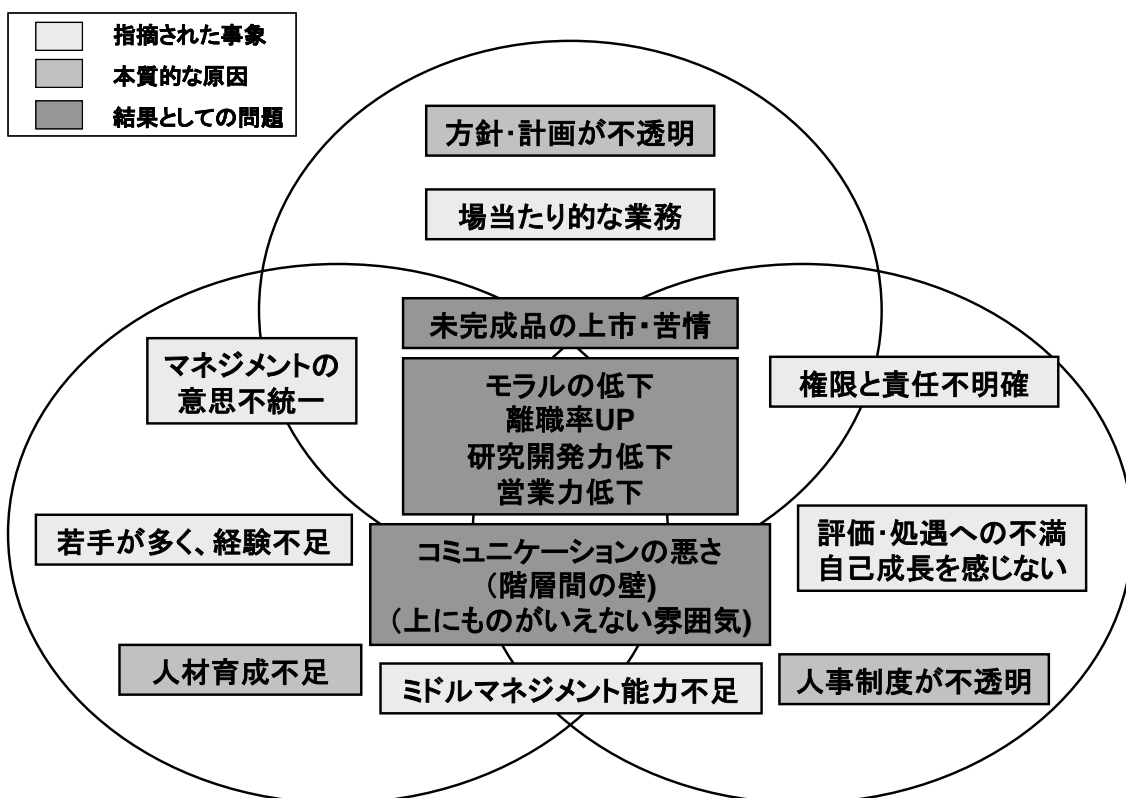 指摘された事象
本質的な原因
結果としての問題
方針・計画が不透明
場当たり的な業務
未完成品の上市・苦情
マネジメントの
意思不統一
モラルの低下
離職率UP
研究開発力低下
営業力低下
権限と責任不明確
若手が多く、経験不足
コミュニケーションの悪さ
(階層間の壁)
(上にものがいえない雰囲気)
評価・処遇への不満
自己成長を感じない
人材育成不足
ミドルマネジメント能力不足
人事制度が不透明